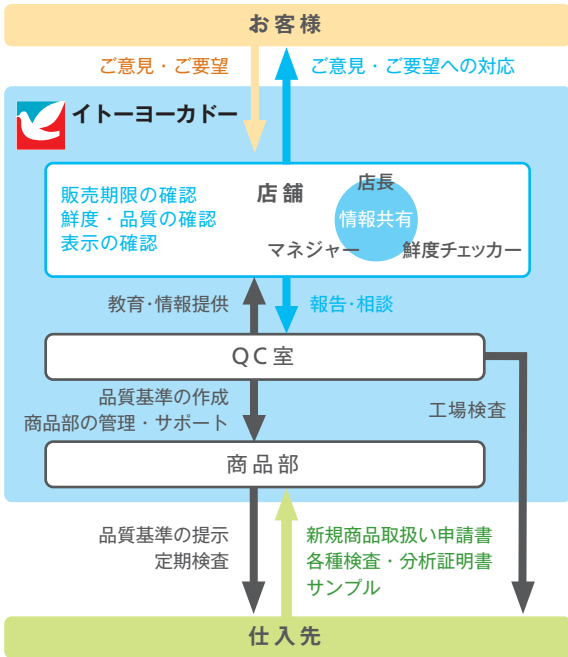 お客様
ご意見・ご要望
ご意見・ご要望への対応
イトーヨーカドー
販売期限の確認
鮮度・品質の確認
表示の確認
店舗
店長
情報共有
マネジャー
鮮度チェッカー
教育・情報提供
報告・相談
QC室
品質基準の作成
商品部の管理・サポート
工場検査
商品部
品質基準の提示
定期検査
新規商品取扱い申請書
各種検査・分析証明書
サンプル
仕入先